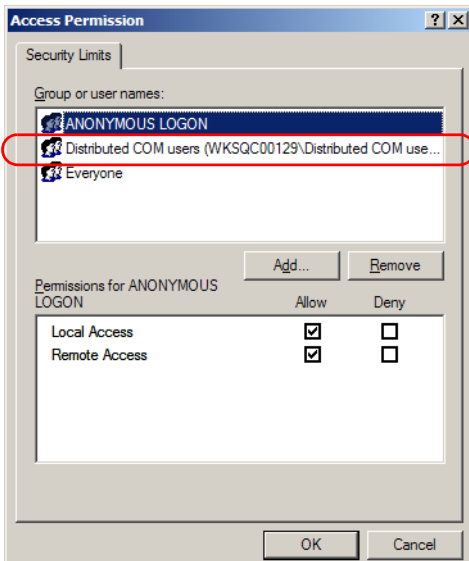 Access Permission
Security Limits
Group or user names:
ANONYMOUS LOGON
Distributed COM users (WKSQC00129\Distributed COM use...
Everyone
Add... Remove
Permissions for ANONYMOUS
LOGON Allow Deny
Local Access
Remote Access
OK Cancel